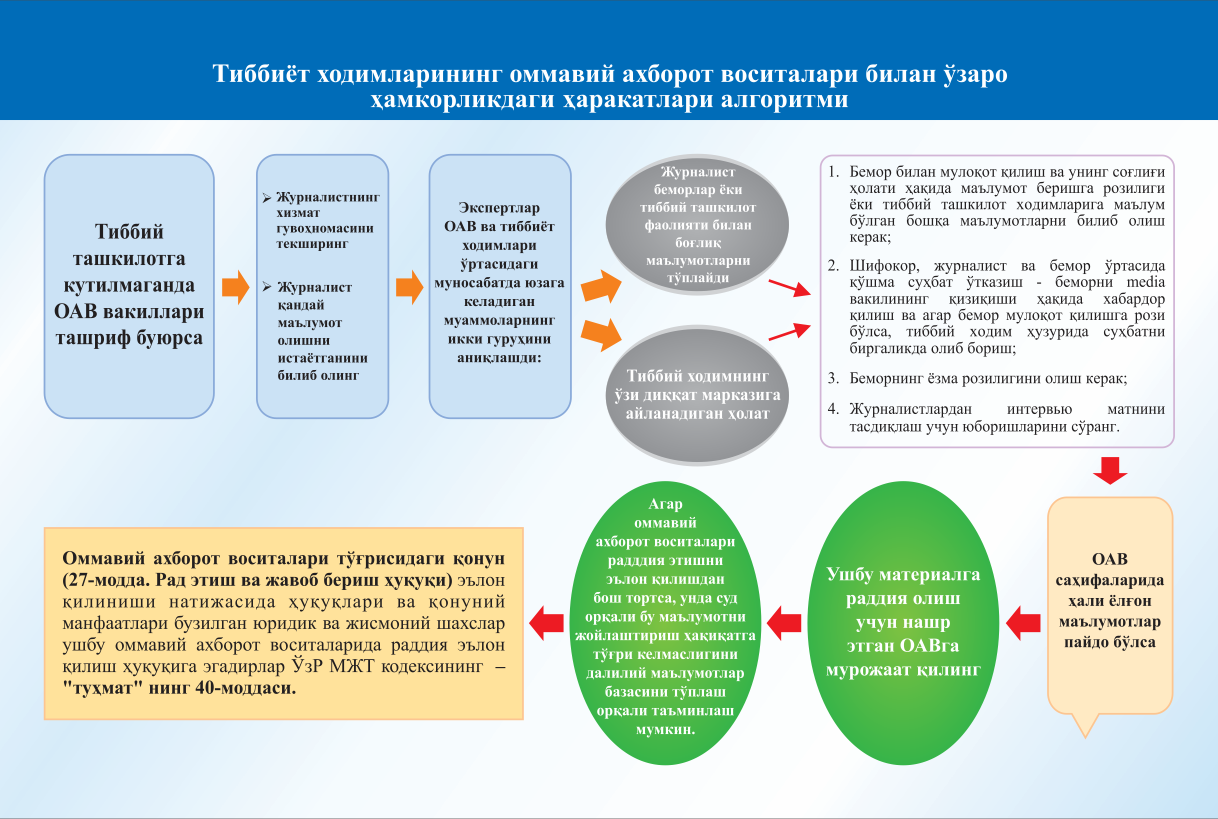 Тиббиёт ходимларининг оммавий ахборот воситалари билан ўзаро
ҳамкорликдаги ҳаракатлари алгоритми
Тиббий
ташкилотга
кутилмаганда
ОАВ вакиллари
ташриф буюрса
➢ Журналистнинг
хизмат
гувоҳномасини
текширинг
➢ Журналист
қандай
маълумот
олишни
истаётганини
билиб олинг
Экспертлар
ОАВ ва тиббиёт
ходимлари
ўртасидаги
муносабатда юзага
келадиган
муаммоларнинг
икки гуруҳини
аниқлашди:
Журналист
беморлар ёки
тиббий ташкилот
фаолияти билан
боғлиқ
маълумотларни
тўплайди
Тиббий ходимнинг
ўзи диққат марказига
айланадиган ҳолат
1. Бемор билан мулоқот қилиш ва унинг соғлиғи
ҳолати ҳақида маълумот беришга розилиги
ёки тиббий ташкилот ходимларига маълум
бўлган бошқа маълумотларни билиб олиш
керак;
2. Шифокор, журналист ва бемор ўртасида
қўшма суҳбат ўтказиш - беморни media
вакилининг қизиқиши ҳақида хабардор
қилиш ва агар бемор мулоқот қилишга рози
бўлса, тиббий ходим ҳузурида суҳбатни
биргаликда олиб бориш;
3. Беморнинг ёзма розилигини олиш керак;
4. Журналистлардан интервью матнини
тасдиқлаш учун юборишларини сўранг.
ОАВ
саҳифаларида
ҳали ёлғон
маълумотлар
пайдо бўлса
Ушбу материалга
раддия олиш
учун нашр
этган ОАВга
мурожаат қилинг
Агар
оммавий
ахборот воситалари
радддия этишни
эълон қилишдан
бош тортса, унда суд
орқали бу маълумотни
жойлаштириш ҳақиқатга
тўғри келмаслигини
далилий маълумотлар
базасини тўплаш
орқали таъминлаш
мумкин.
Оммавий ахборот воситалари тўғрисидаги қонун
(27-модда. Рад этиш ва жавоб бериш ҳуқуқи) эълон
қилиниши натижасида ҳуқуқлари ва қонуний
манфаатлари бузилган юридик ва жисмоний шахслар
ушбу оммавий ахборот воситаларида раддия эълон
қилиш ҳуқуқига эгадирлар ЎзР МЖТ кодексининг –
"туҳмат" нинг 40-моддаси.